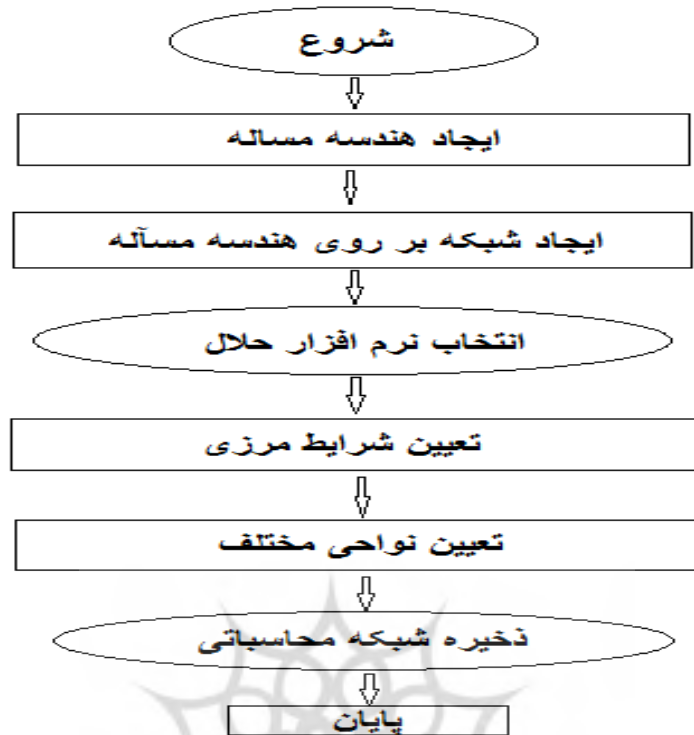 شروع
ایجاد هندسه مساله
ایجاد شبکه بر روی هندسه مسآله
انتخاب نرم افزار حلال
تعیین شرایط مرزی
تعیین نواحی مختلف
ذخیره شبکه محاسباتی
پایان